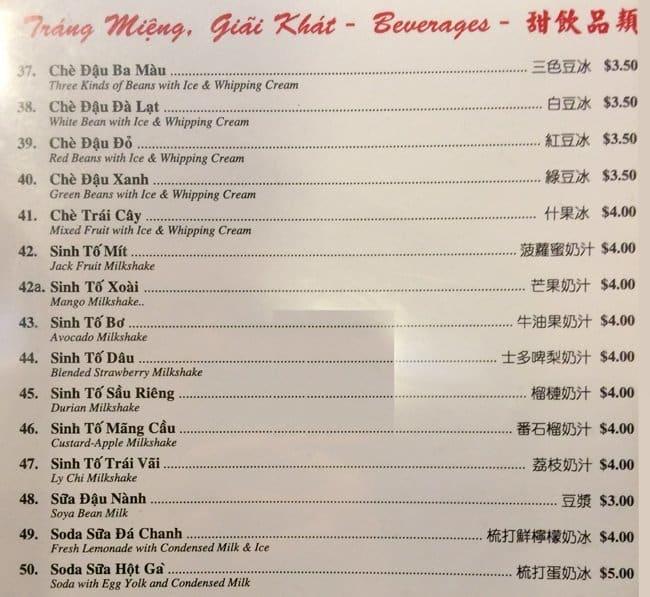 Tráng Miệng, Giãi Khát - Beverages - 甜飲品類
37. Chè Đậu Ba Màu 三色豆冰 $3.50
Three Kinds of Beans with Ice & Whipping Cream
38. Chè Đậu Đà Lạt 白豆冰 $3.50
White Bean with Ice & Whipping Cream
39. Chè Đậu Đỏ 紅豆冰 $3.50
Red Beans with Ice & Whipping Cream
40. Chè Đậu Xanh 綠豆冰 $3.50
Green Beans with Ice & Whipping Cream
41. Chè Trái Cây 什果冰 $4.00
Mixed Fruit with Ice & Whipping Cream
42. Sinh Tố Mít 菠蘿蜜奶汁 $4.00
Jack Fruit Milkshake
42a. Sinh Tố Xoài 芒果奶汁 $4.00
Mango Milkshake..
43. Sinh Tố Bơ 牛油果奶汁 $4.00
Avocado Milkshake
44. Sinh Tố Dâu 士多啤梨奶汁 $4.00
Blended Strawberry Milkshake
45. Sinh Tố Sầu Riêng 榴槤奶汁 $4.00
Durian Milkshake
46. Sinh Tố Mãng Cầu 番石榴奶汁 $4.00
Custard-Apple Milkshake
47. Sinh Tố Trái Vãi 荔枝奶汁 $4.00
Ly Chi Milkshake
48. Sữa Đậu Nành 豆漿 $3.00
Soya Bean Milk
49. Soda Sữa Đá Chanh 梳打鮮檸檬奶冰 $4.00
Fresh Lemonade with Condensed Milk & Ice
50. Soda Sữa Hột Gà 梳打蛋奶冰 $5.00
Soda with Egg Yolk and Condensed Milk